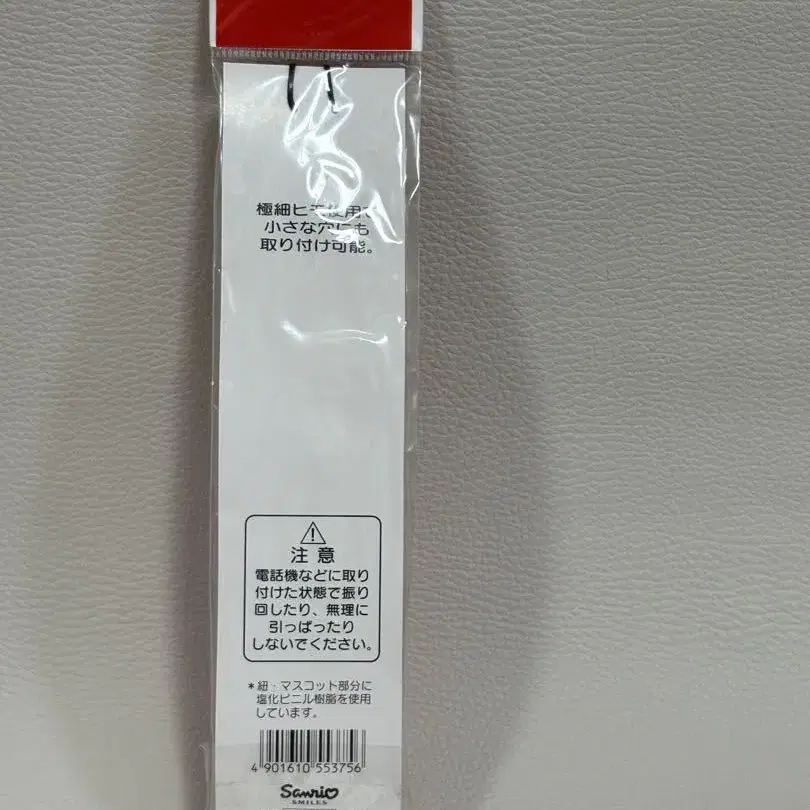 極細ヒモ使用で
小さな穴にも
取り付け可能。
注意
電話機などに取り
付けた状態で振り
回したり、無理に
引っぱったり
しないでください。
*紐・マスコット部分に
塩化ビニル樹脂を使用
しています。
4 901610 553756
Sanrio
SMILES